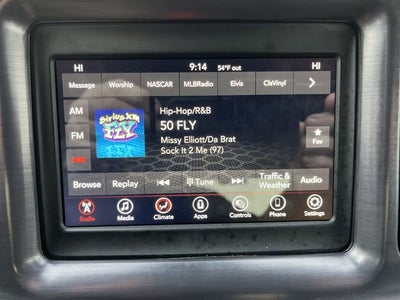 HI 9:14 54°F out HI
Message Worship NASCAR MLBRadio Elvis ClsVinyl
AM
Hip-Hop/R&B
SiriusXM
FLY
50 FLY
FM
Missy Elliott/Da Brat
Sock It 2 Me (97)
Fav
Browse Replay Tune Traffic & Weather Audio
Radio Media Climate Apps Controls Phone Settings